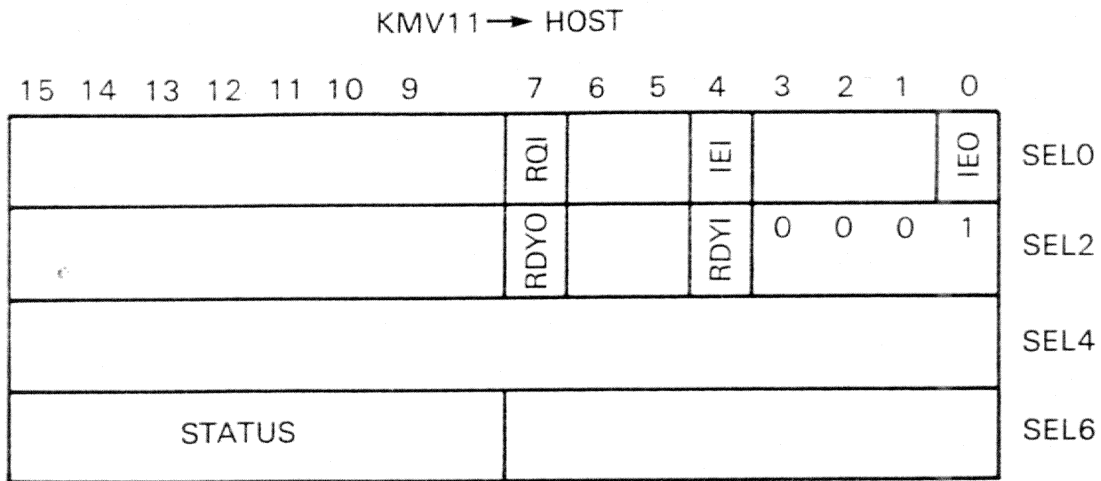 KMV11 → HOST
15 14 13 12 11 10 9 7 6 5 4 3 2 1 0
RQI IEI IEO SEL0
RDYO RDYI 0 0 0 1 SEL2
SEL4
STATUS SEL6